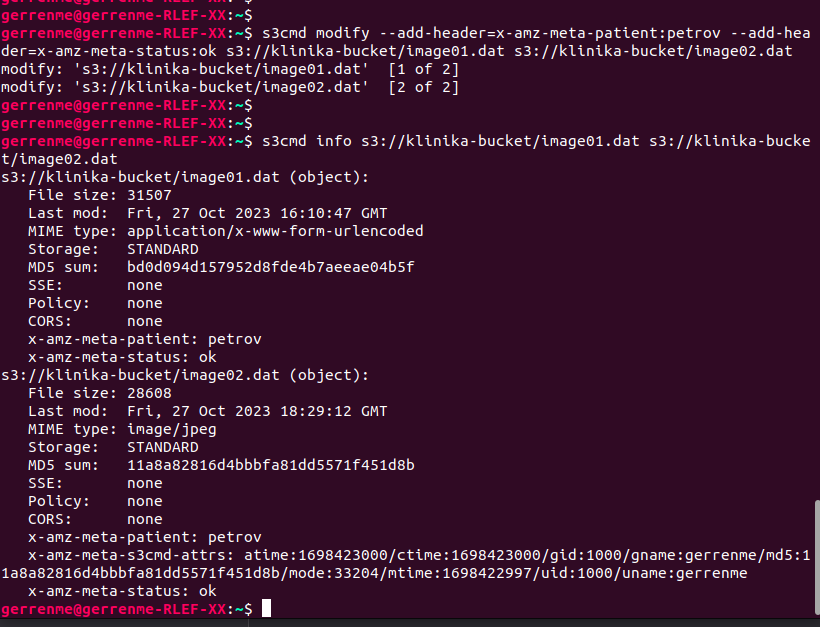 gerrenme@gerrenme-RLEF-XX:~$
gerrenme@gerrenme-RLEF-XX:~$ s3cmd modify --add-header=x-amz-meta-patient:petrov --add-hea
der=x-amz-meta-status:ok s3://klinika-bucket/image01.dat s3://klinika-bucket/image02.dat
modify: 's3://klinika-bucket/image01.dat'  [1 of 2]
modify: 's3://klinika-bucket/image02.dat'  [2 of 2]
gerrenme@gerrenme-RLEF-XX:~$
gerrenme@gerrenme-RLEF-XX:~$
gerrenme@gerrenme-RLEF-XX:~$ s3cmd info s3://klinika-bucket/image01.dat s3://klinika-bucke
t/image02.dat
s3://klinika-bucket/image01.dat (object):
   File size: 31507
   Last mod:  Fri, 27 Oct 2023 16:10:47 GMT
   MIME type: application/x-www-form-urlencoded
   Storage:   STANDARD
   MD5 sum:   bd0d094d157952d8fde4b7aeeae04b5f
   SSE:       none
   Policy:    none
   CORS:      none
   x-amz-meta-patient: petrov
   x-amz-meta-status: ok
s3://klinika-bucket/image02.dat (object):
   File size: 28608
   Last mod:  Fri, 27 Oct 2023 18:29:12 GMT
   MIME type: image/jpeg
   Storage:   STANDARD
   MD5 sum:   11a8a82816d4bbbfa81dd5571f451d8b
   SSE:       none
   Policy:    none
   CORS:      none
   x-amz-meta-patient: petrov
   x-amz-meta-s3cmd-attrs: atime:1698423000/ctime:1698423000/gid:1000/gname:gerrenme/md5:1
1a8a82816d4bbbfa81dd5571f451d8b/mode:33204/mtime:1698422997/uid:1000/uname:gerrenme
   x-amz-meta-status: ok
gerrenme@gerrenme-RLEF-XX:~$